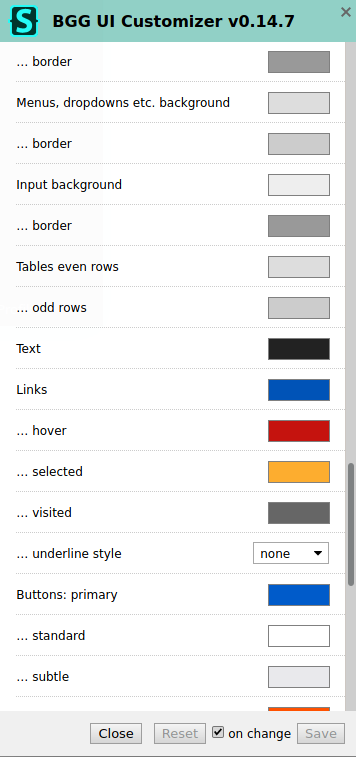 S BGG UI Customizer v0.14.7 ×
... border
Menus, dropdowns etc. background
... border
Input background
... border
Tables even rows
... odd rows
Text
Links
... hover
... selected
... visited
... underline style none
Buttons: primary
... standard
... subtle
Close Reset on change Save